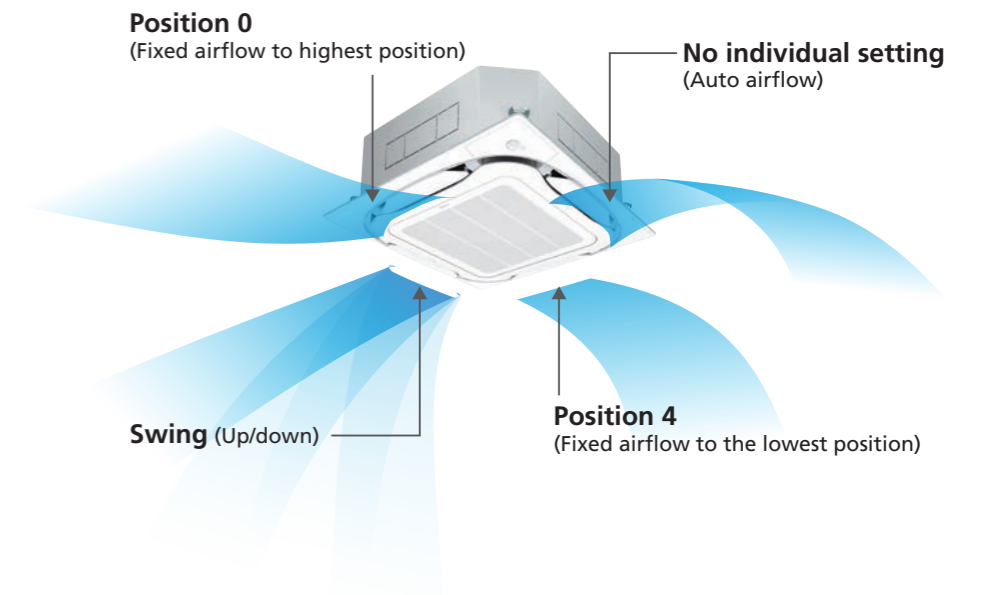 Position 0
(Fixed airflow to highest position)
No individual setting
(Auto airflow)
Swing (Up/down)
Position 4
(Fixed airflow to the lowest position)